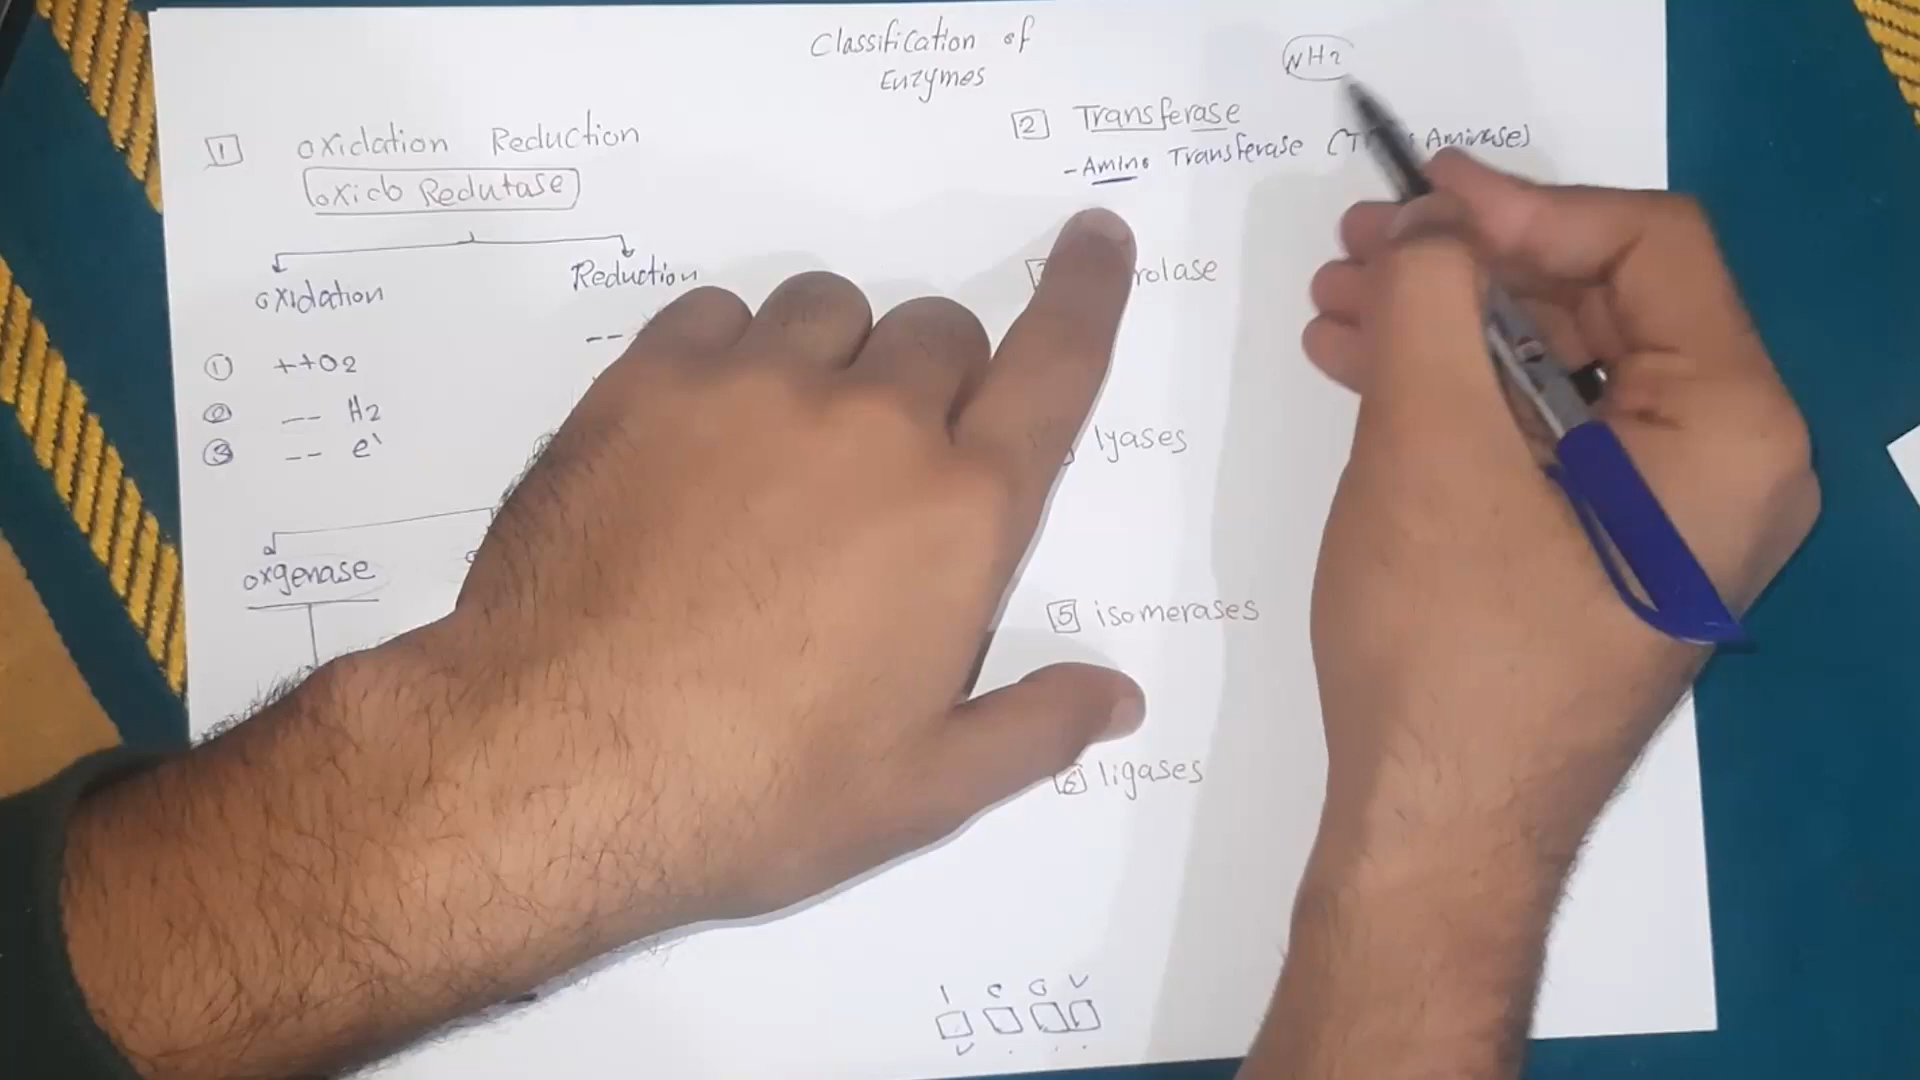 Classification of
Enzymes
NH2
1 oxidation Reduction
oxido Redutase
oxidation
Reduction
1 ++O2
2 -- H2
3 -- e`
oxgenase
2 Transferase
- Amino Transferase
rolase
lyases
5 isomerases
6 ligases